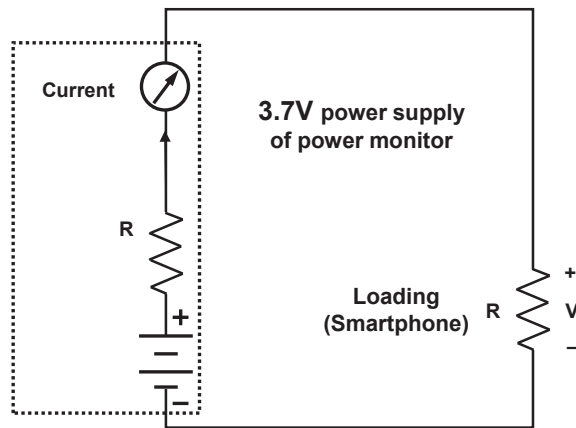 Current
3.7V power supply
of power monitor
R
+
–
Loading
(Smartphone)
R
+
V
–